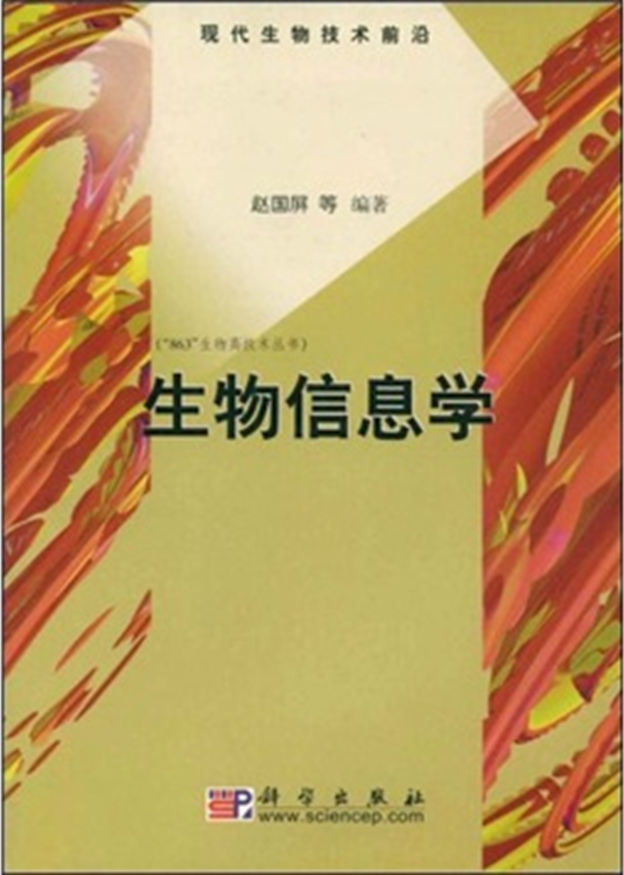 现代生物技术前沿
赵国屏 等 编著
("863"生物高技术丛书)
生物信息学
SP 科学出版社
www.sciencep.com